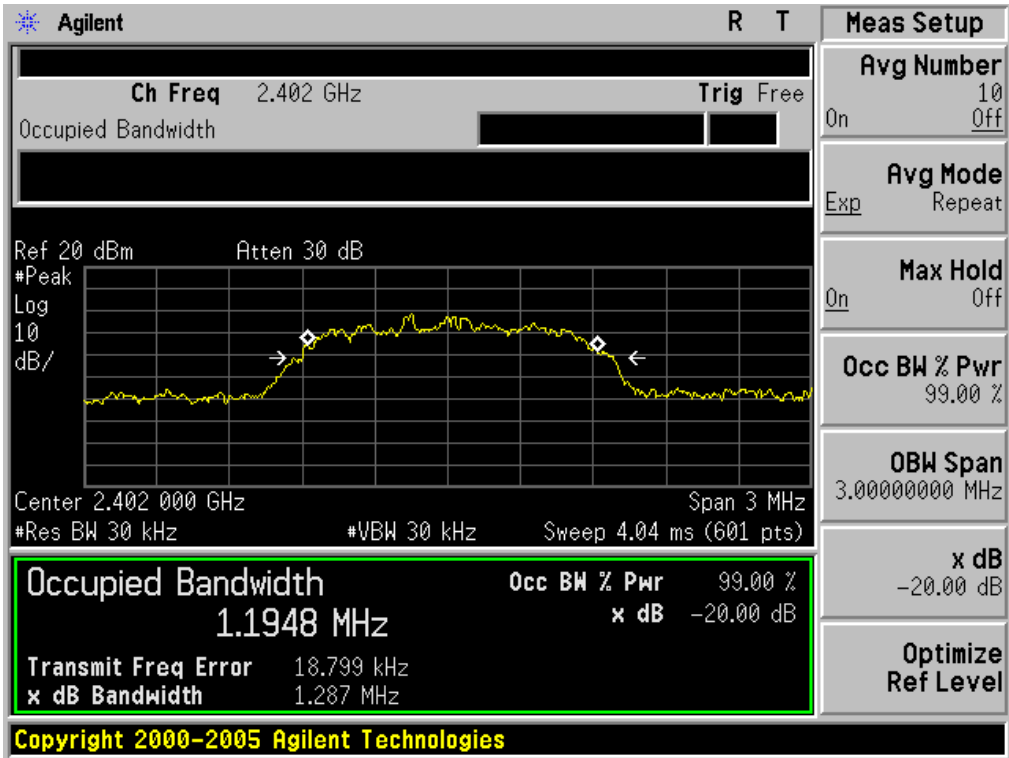 Agilent R T
Ch Freq 2.402 GHz Trig Free
Occupied Bandwidth
Ref 20 dBm Atten 30 dB
#Peak
Log
10
dB/
Center 2.402 000 GHz Span 3 MHz
#Res BW 30 kHz #VBW 30 kHz Sweep 4.04 ms (601 pts)
Occupied Bandwidth
1.1948 MHz
Occ BW % Pwr 99.00 %
x dB -20.00 dB
Transmit Freq Error 18.799 kHz
x dB Bandwidth 1.287 MHz
Copyright 2000-2005 Agilent Technologies
Meas Setup
Avg Number
10
On Off
Avg Mode
Exp Repeat
Max Hold
On Off
Occ BW % Pwr
99.00 %
OBW Span
3.00000000 MHz
x dB
-20.00 dB
Optimize
Ref Level